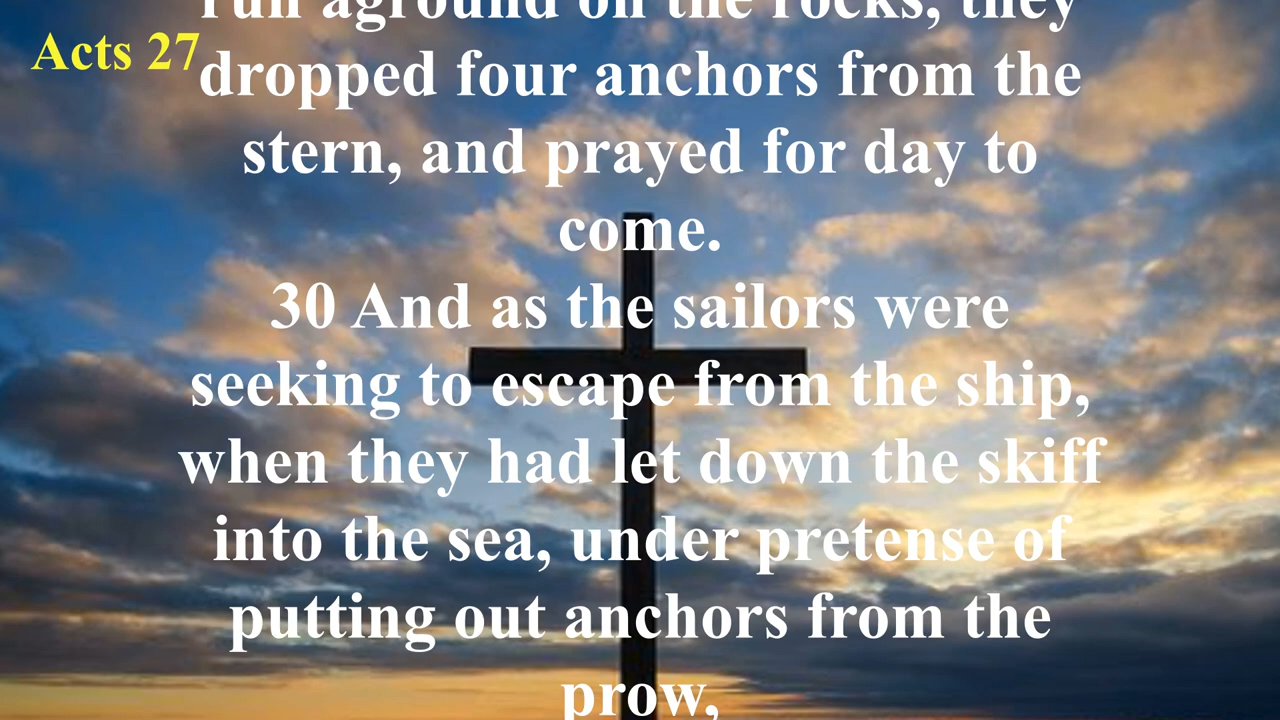 run aground on the rocks, they
Acts 27
dropped four anchors from the
stern, and prayed for day to
come.
30 And as the sailors were
seeking to escape from the ship,
when they had let down the skiff
into the sea, under pretense of
putting out anchors from the
prow,